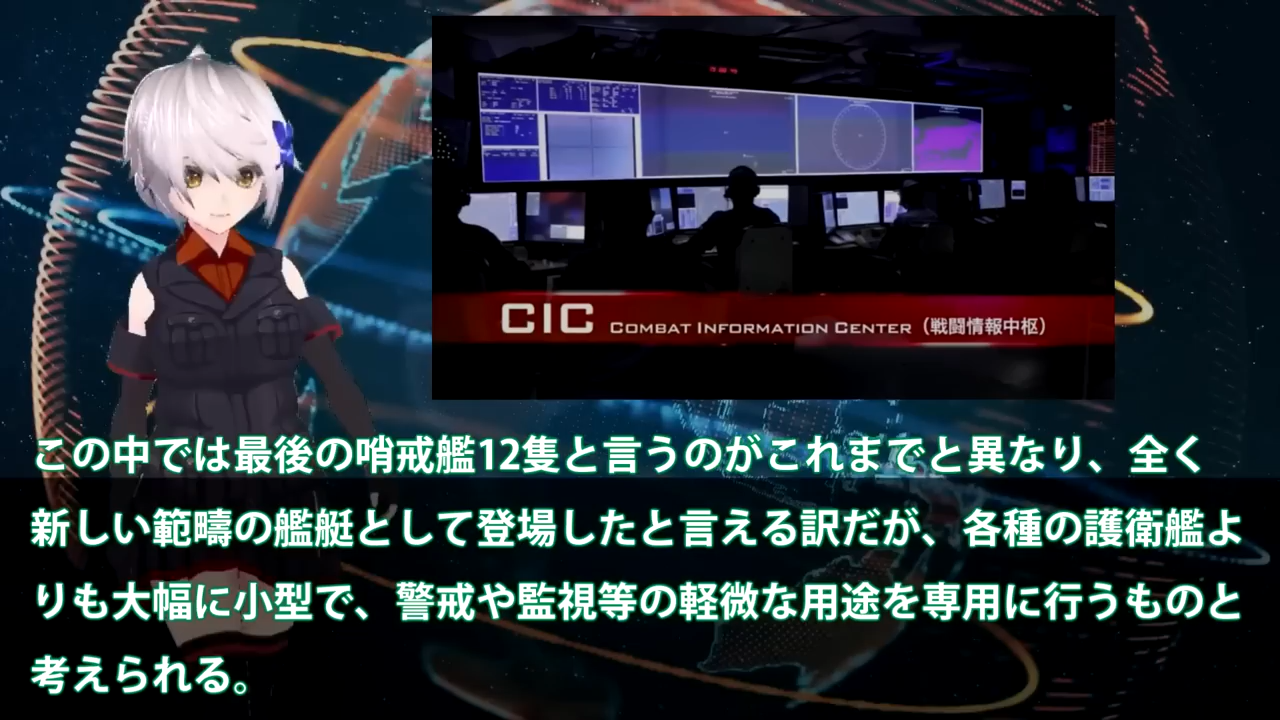 CIC COMBAT INFORMATION CENTER（戦闘情報中枢）
この中では最後の哨戒艦12隻と言うのがこれまでと異なり、全く
新しい範疇の艦艇として登場したと言える訳だが、各種の護衛艦よ
りも大幅に小型で、警戒や監視等の軽微な用途を専用に行うものと
考えられる。